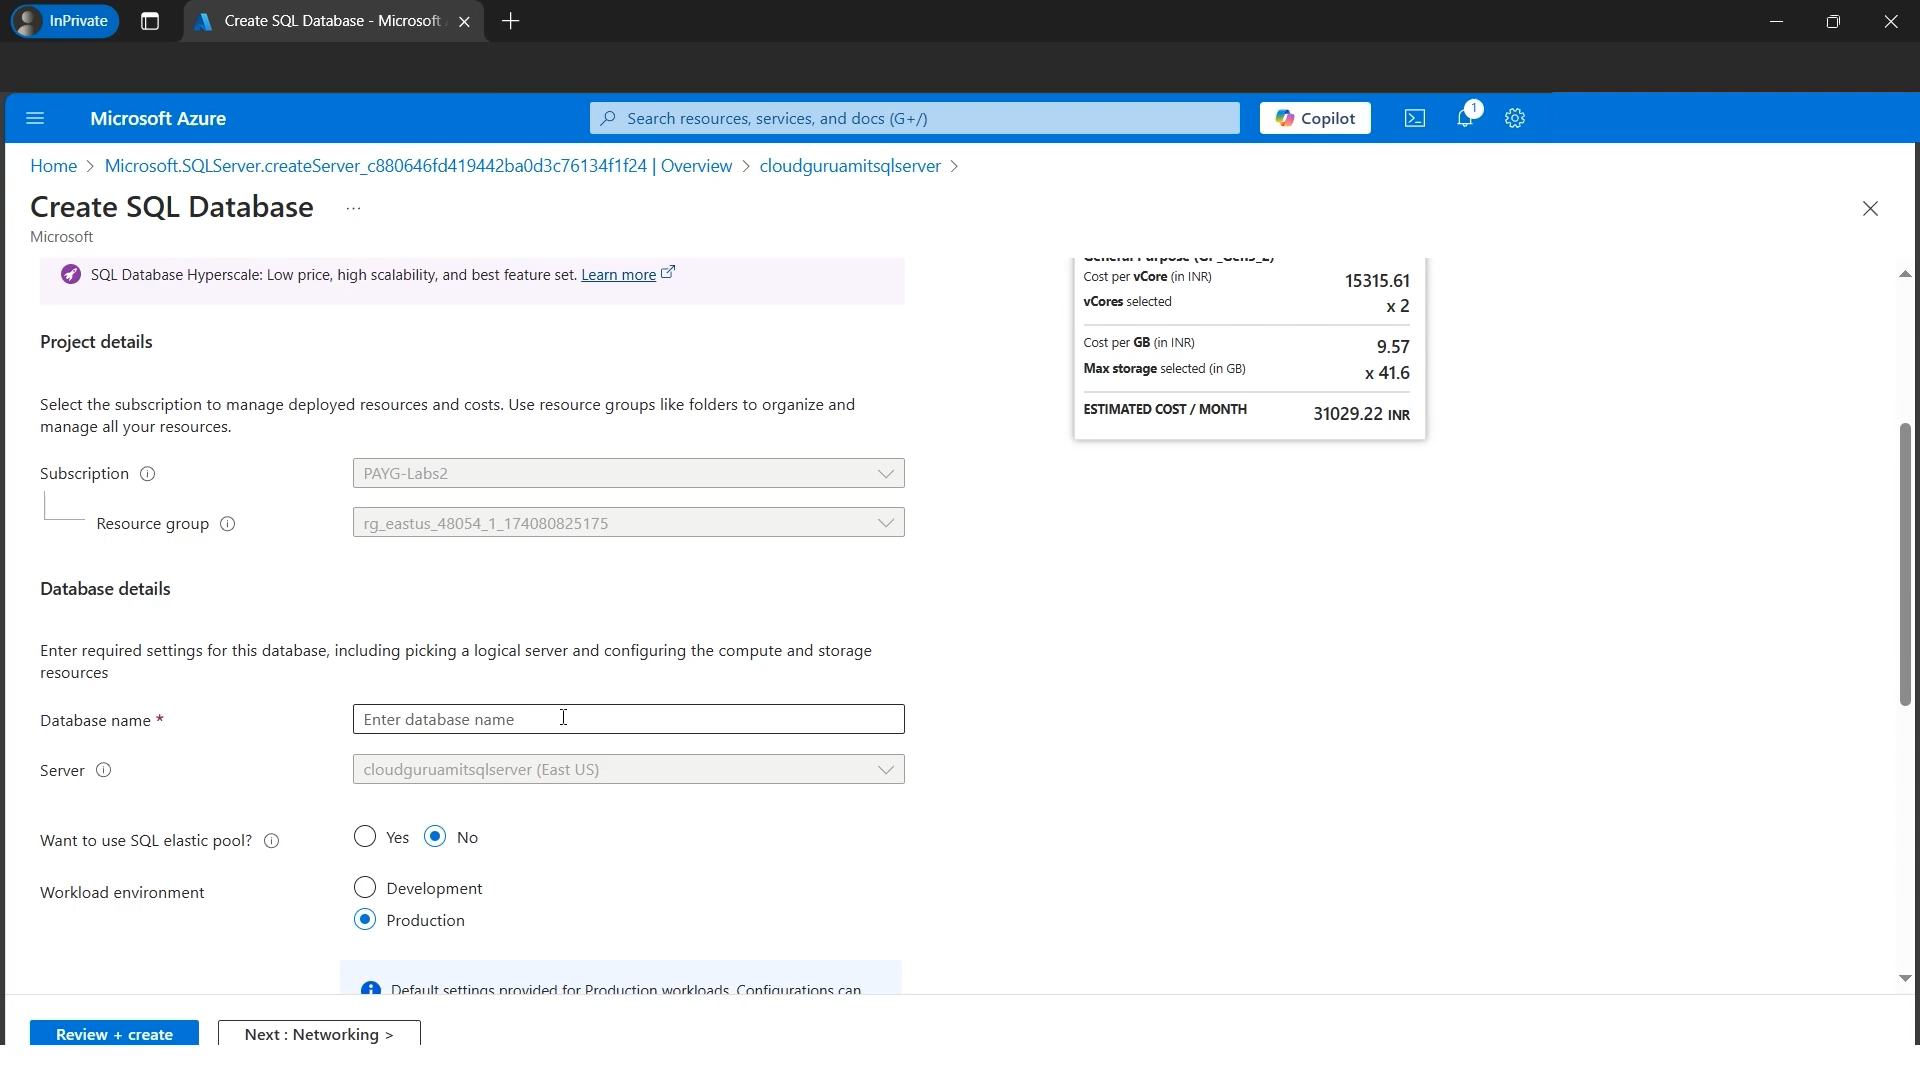 InPrivate
Create SQL Database - Microsoft
Microsoft Azure
Search resources, services, and docs (G+/)
Copilot
1
Home > Microsoft.SQLServer.createServer_c880646fd419442ba0d3c76134f1f24 | Overview > cloudguruamitsqlserver >
Create SQL Database ...
Microsoft
SQL Database Hyperscale: Low price, high scalability, and best feature set. Learn more
Project details
Select the subscription to manage deployed resources and costs. Use resource groups like folders to organize and
manage all your resources.
Subscription
PAYG-Labs2
Resource group
rg_eastus_48054_1_174080825175
Database details
Enter required settings for this database, including picking a logical server and configuring the compute and storage
resources
Database name *
Enter database name
Server
cloudguruamitsqlserver (East US)
Want to use SQL elastic pool?
Yes No
Workload environment
Development
Production
Default settings provided for Production workloads. Configurations can
Review + create
Next : Networking >
General Purpose (GP_Gen5_2)
Cost per vCore (in INR) 15315.61
vCores selected x 2
Cost per GB (in INR) 9.57
Max storage selected (in GB) x 41.6
ESTIMATED COST / MONTH 31029.22 INR